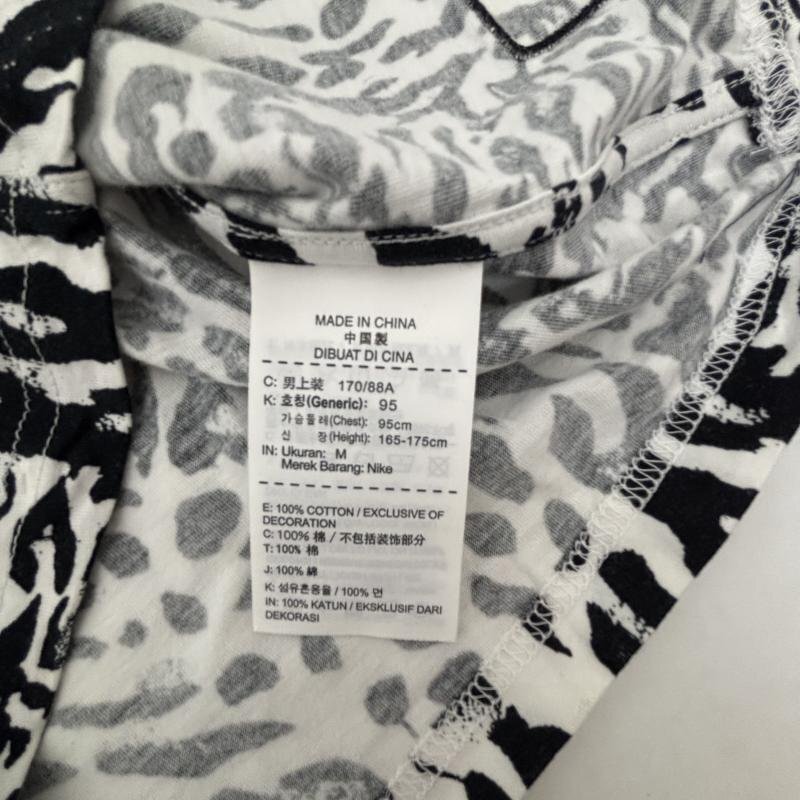 MADE IN CHINA
中国製
DIBUAT DI CINA
C: 男上装 170/88A
K: 호칭(Generic): 95
가슴둘레(Chest): 95cm
신 장(Height): 165-175cm
IN: Ukuran: M
Merek Barang: Nike
E: 100% COTTON / EXCLUSIVE OF
DECORATION
C: 100% 棉 / 不包括装饰部分
T: 100% 棉
J: 100% 綿
K: 섬유혼용율 / 100% 면
IN: 100% KATUN / EKSKLUSIF DARI
DEKORASI